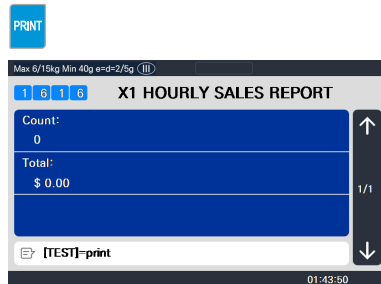 PRINT
Max 6/15kg Min 40g e=d=2/5g (III)
1 6 1 6 X1 HOURLY SALES REPORT
Count:
0
Total:
$ 0.00
1/1
[TEST]=print
01:43:50